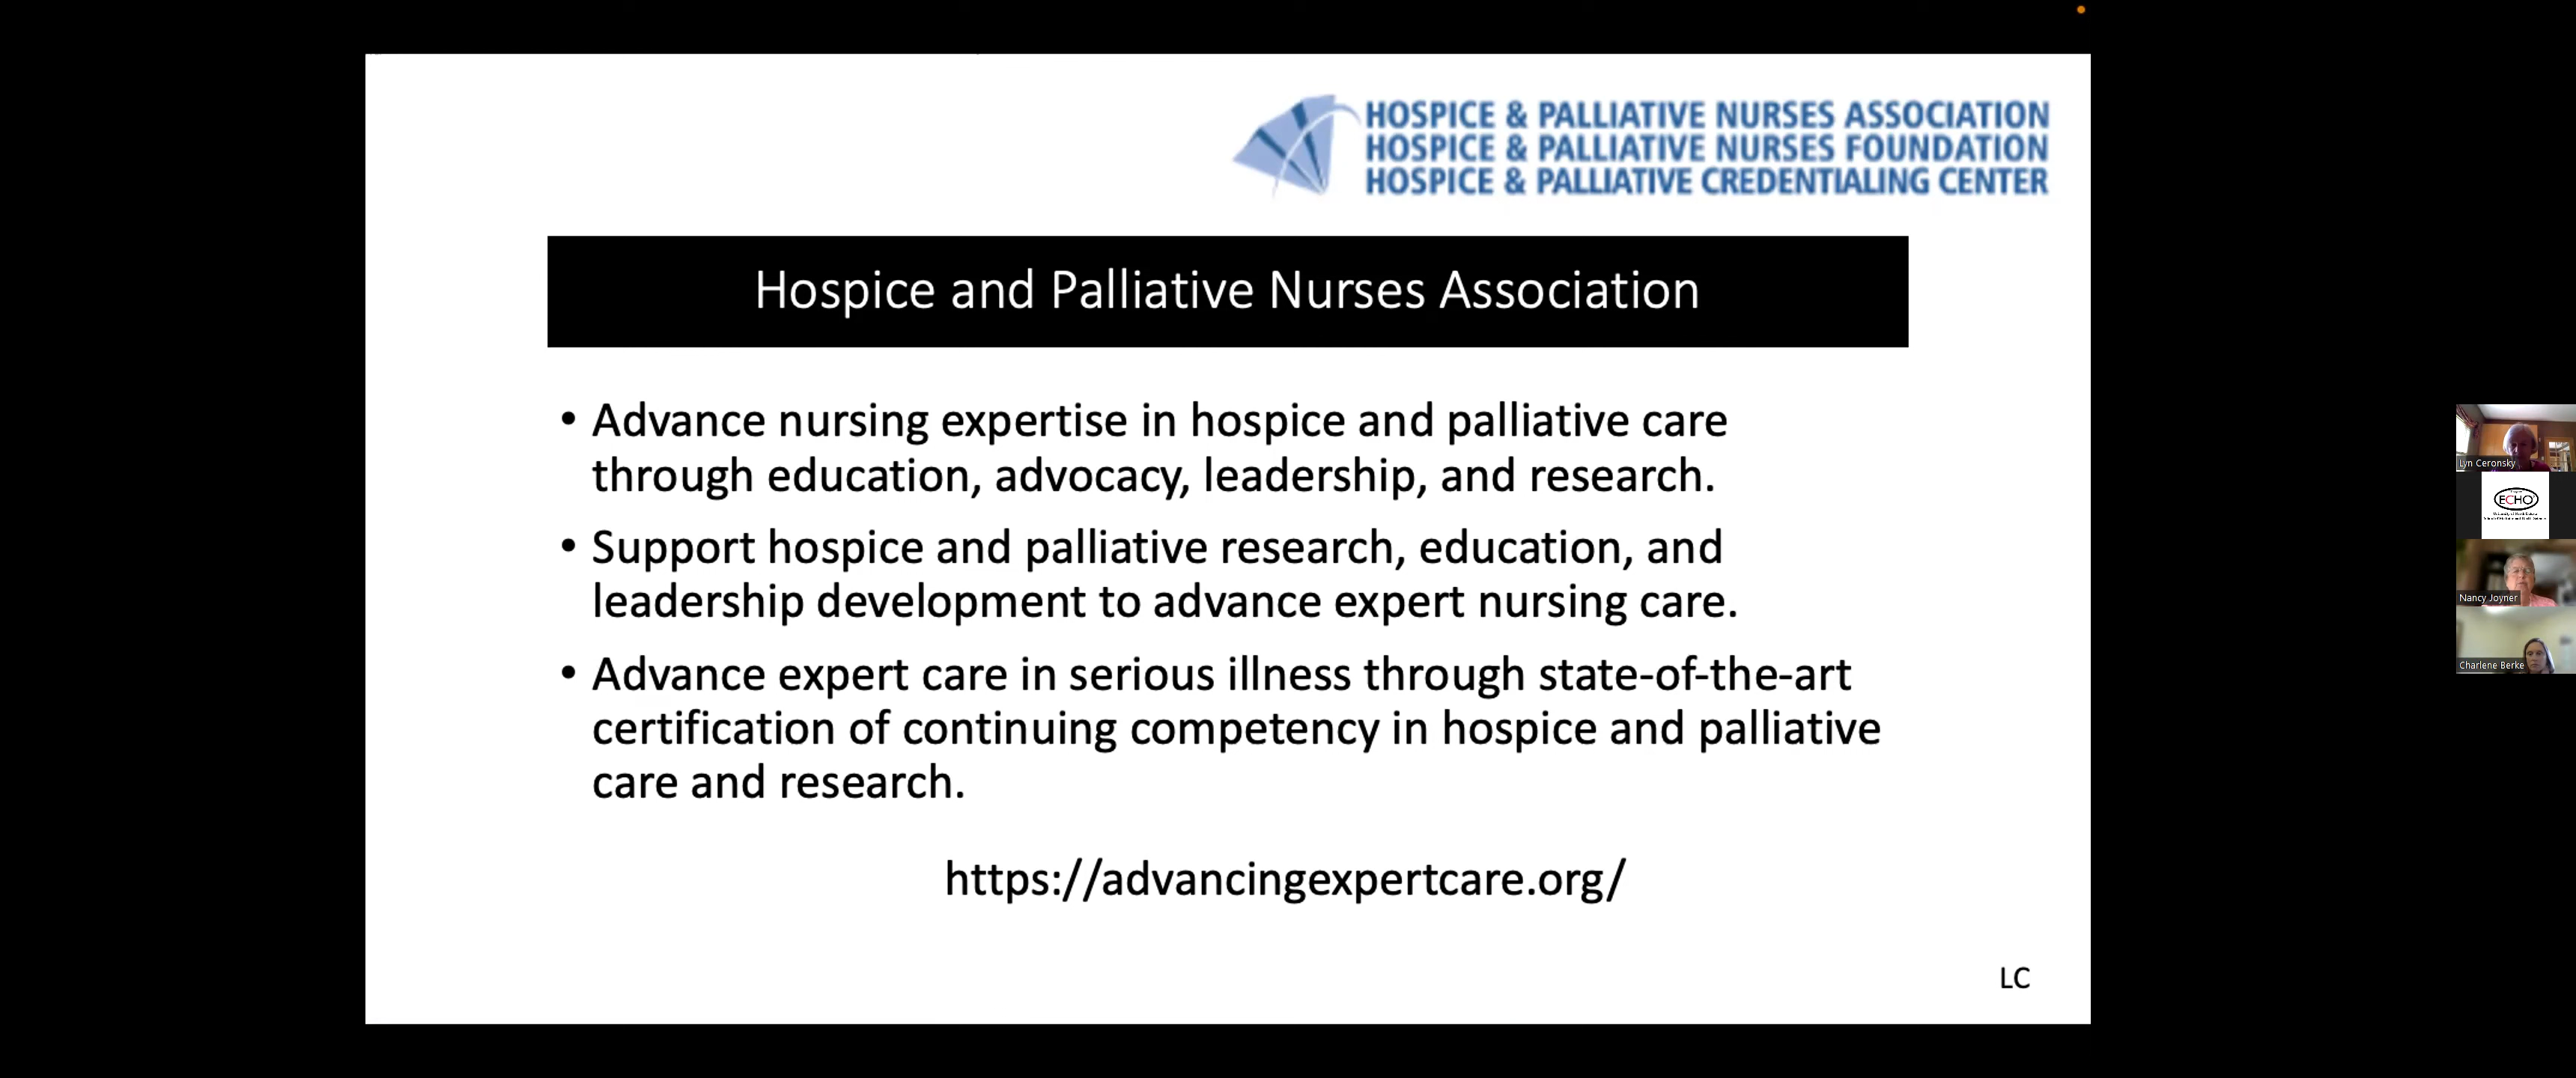 HOSPICE & PALLIATIVE NURSES ASSOCIATION
HOSPICE & PALLIATIVE NURSES FOUNDATION
HOSPICE & PALLIATIVE CREDENTIALING CENTER
Hospice and Palliative Nurses Association
• Advance nursing expertise in hospice and palliative care
through education, advocacy, leadership, and research.
• Support hospice and palliative research, education, and
leadership development to advance expert nursing care.
• Advance expert care in serious illness through state-of-the-art
certification of continuing competency in hospice and palliative
care and research.
https://advancingexpertcare.org/
LC
Lyn Ceronsky
ECHO
Nancy Joyner
Charlene Berke